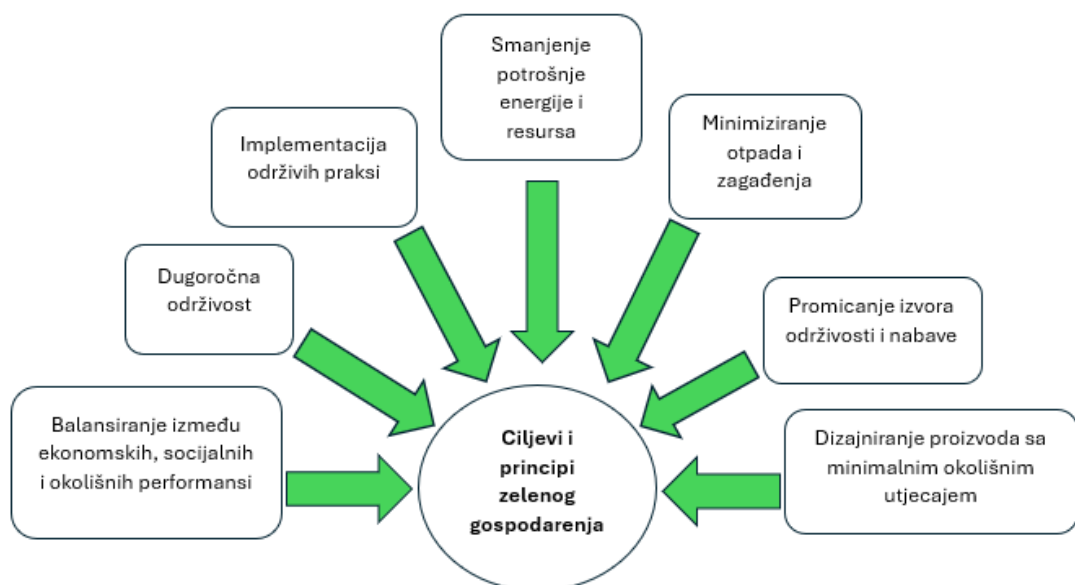 Smanjenje
potrošnje
energije i
resursa
Implementacija
održivih praksi
Minimiziranje
otpada i
zagađenja
Dugoročna
održivost
Promicanje izvora
održivosti i nabave
Balansiranje između
ekonomskih, socijalnih
i okolišnih performansi
Ciljevi i
principi
zelenog
gospodarenja
Dizajniranje proizvoda sa
minimalnim okolišnim
utjecajem